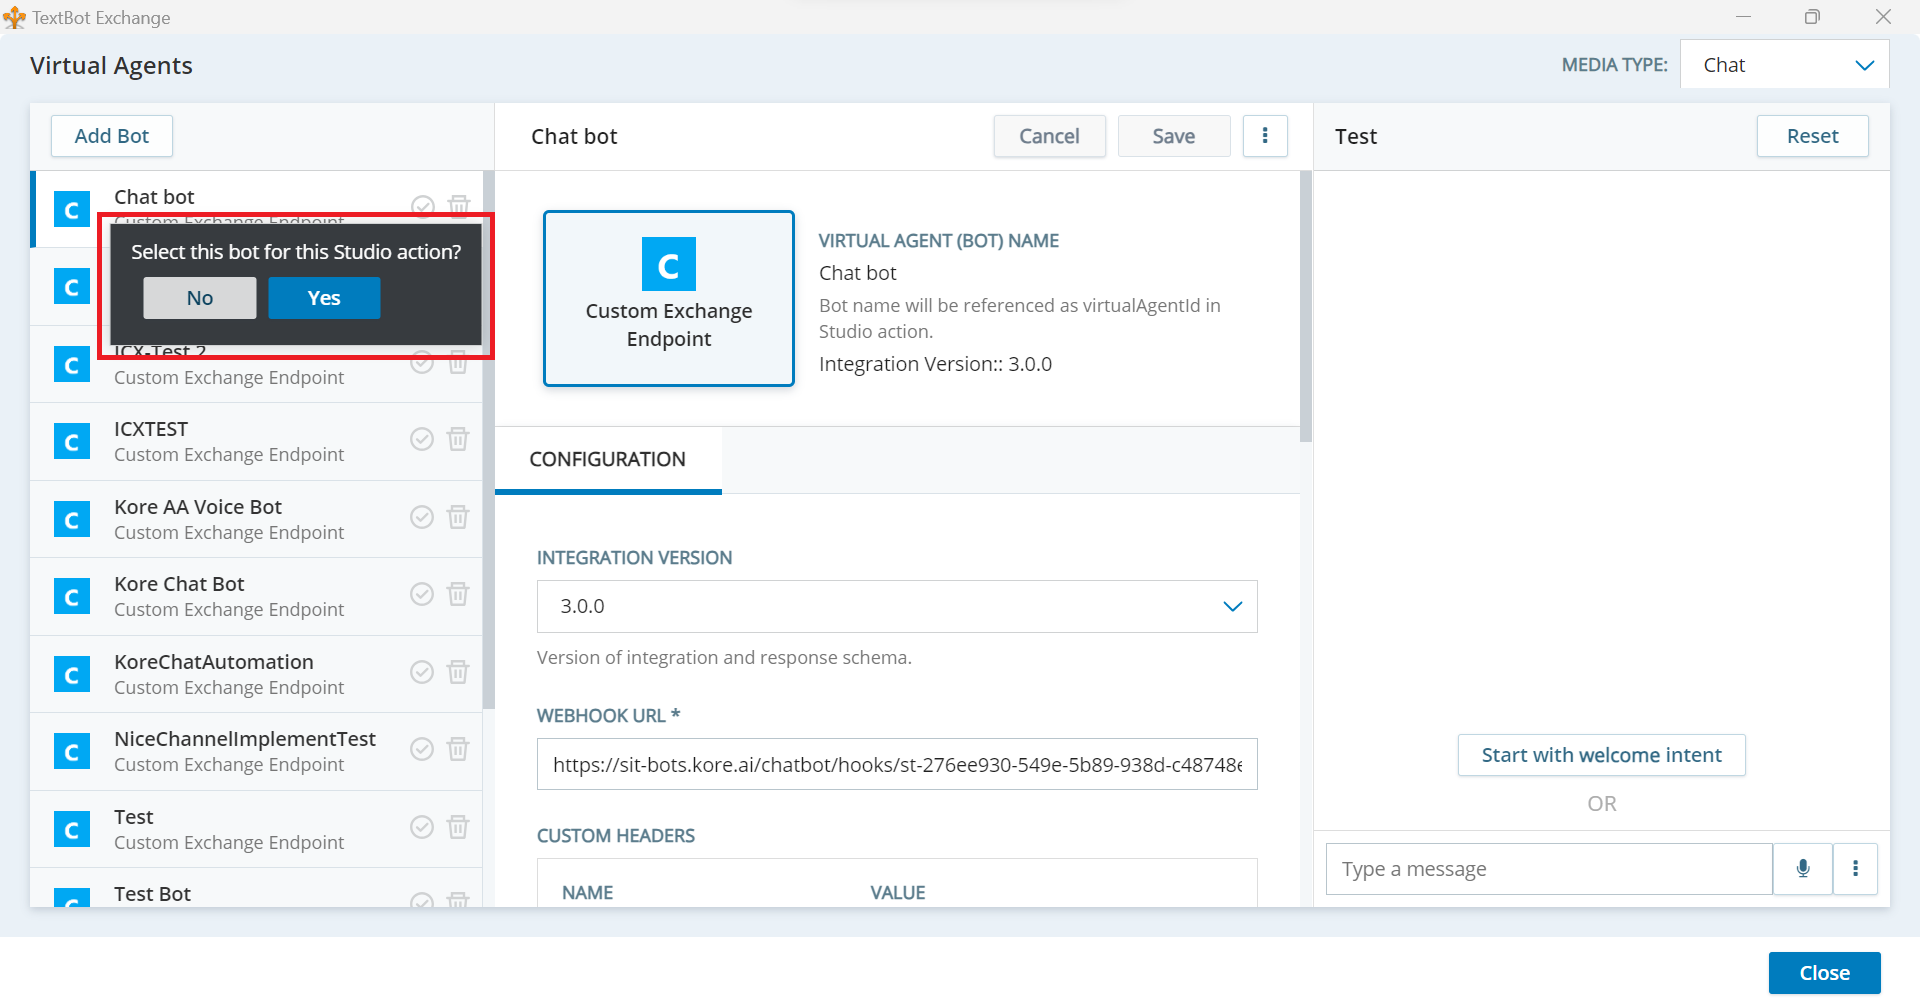 TextBot Exchange
Virtual Agents
MEDIA TYPE:
Chat
Add Bot
C
Chat bot
Custom Exchange Endpoint
Select this bot for this Studio action?
No
Yes
C
C
ICX-Test 2
Custom Exchange Endpoint
C
ICXTEST
Custom Exchange Endpoint
C
Kore AA Voice Bot
Custom Exchange Endpoint
C
Kore Chat Bot
Custom Exchange Endpoint
C
KoreChatAutomation
Custom Exchange Endpoint
C
NiceChannelImplementTest
Custom Exchange Endpoint
C
Test
Custom Exchange Endpoint
C
Test Bot
Chat bot
Cancel
Save
C
Custom Exchange
Endpoint
VIRTUAL AGENT (BOT) NAME
Chat bot
Bot name will be referenced as virtualAgentId in
Studio action.
Integration Version:: 3.0.0
CONFIGURATION
INTEGRATION VERSION
3.0.0
Version of integration and response schema.
WEBHOOK URL *
https://sit-bots.kore.ai/chatbot/hooks/st-276ee930-549e-5b89-938d-c48748e
CUSTOM HEADERS
NAME
VALUE
Test
Reset
Start with welcome intent
OR
Type a message
Close